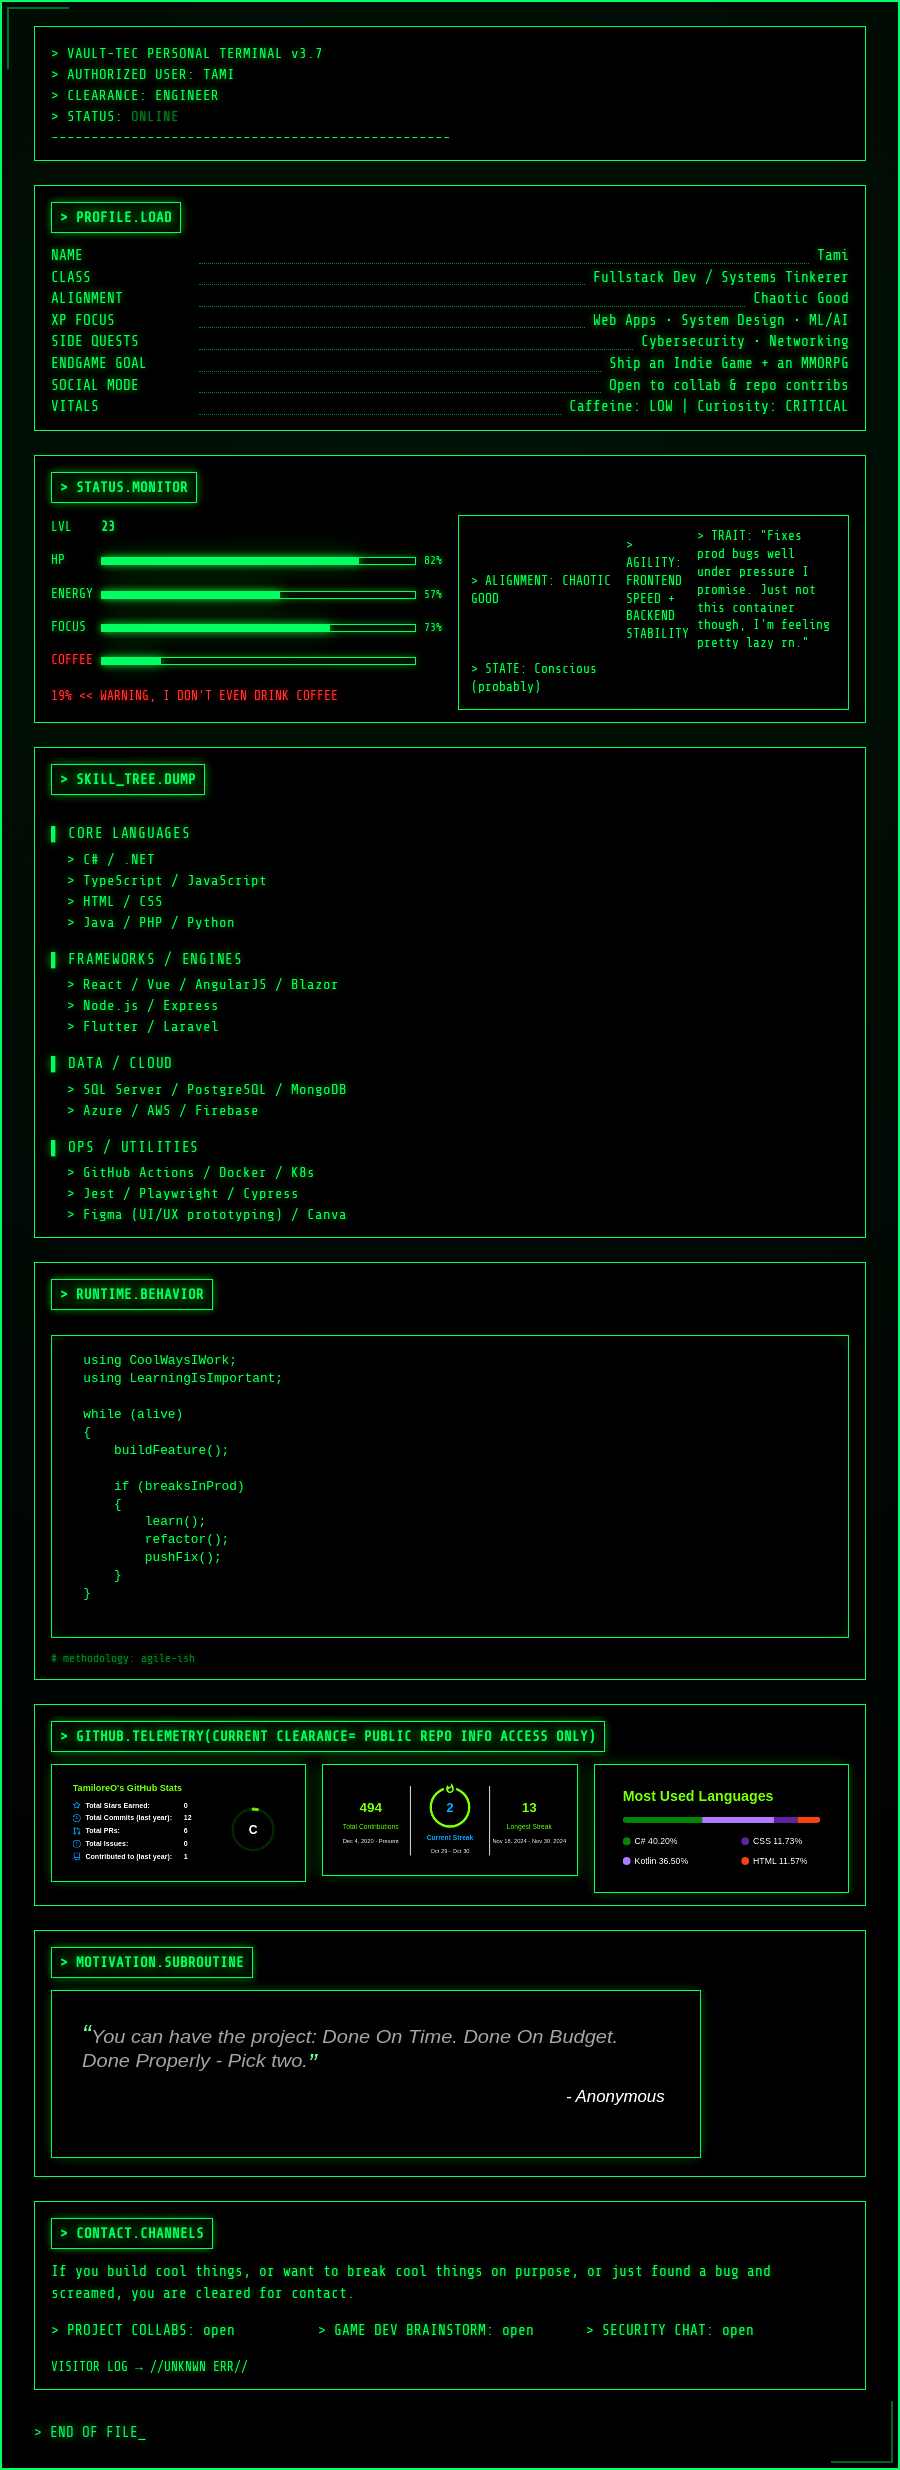 > VAULT-TEC PERSONAL TERMINAL v3.7
> AUTHORIZED USER: TAMI
> CLEARANCE: ENGINEER
> STATUS: ONLINE
--------------------------------------------------
> PROFILE.LOAD
NAME Tami
CLASS Fullstack Dev / Systems Tinkerer
ALIGNMENT Chaotic Good
XP FOCUS Web Apps · System Design · ML/AI
SIDE QUESTS Cybersecurity · Networking
ENDGAME GOAL Ship an Indie Game + an MMORPG
SOCIAL MODE Open to collab & repo contribs
VITALS Caffeine: LOW | Curiosity: CRITICAL
> STATUS.MONITOR
LVL 23
HP 82%
ENERGY 57%
FOCUS 73%
COFFEE
19% << WARNING, I DON'T EVEN DRINK COFFEE
> ALIGNMENT: CHAOTIC
GOOD
>
AGILITY:
FRONTEND
SPEED +
BACKEND
STABILITY
> TRAIT: "Fixes
prod bugs well
under pressure I
promise. Just not
this container
though, I'm feeling
pretty lazy rn."
> STATE: Conscious
(probably)
> SKILL_TREE.DUMP
CORE LANGUAGES
> C# / .NET
> TypeScript / JavaScript
> HTML / CSS
> Java / PHP / Python
FRAMEWORKS / ENGINES
> React / Vue / AngularJS / Blazor
> Node.js / Express
> Flutter / Laravel
DATA / CLOUD
> SQL Server / PostgreSQL / MongoDB
> Azure / AWS / Firebase
OPS / UTILITIES
> GitHub Actions / Docker / K8s
> Jest / Playwright / Cypress
> Figma (UI/UX prototyping) / Canva
> RUNTIME.BEHAVIOR
using CoolWaysIWork;
using LearningIsImportant;
while (alive)
{
buildFeature();
if (breaksInProd)
{
learn();
refactor();
pushFix();
}
}
# methodology: agile-ish
> GITHUB.TELEMETRY(CURRENT CLEARANCE= PUBLIC REPO INFO ACCESS ONLY)
TamiloreO's GitHub Stats
Total Stars Earned: 0
Total Commits (last year): 12
Total PRs: 6
Total Issues: 0
Contributed to (last year): 1
C
494
Total Contributions
Dec 4, 2020 - Present
2
Current Streak
Oct 29 - Oct 30
13
Longest Streak
Nov 18, 2024 - Nov 30, 2024
Most Used Languages
C# 40.20%
CSS 11.73%
Kotlin 36.50%
HTML 11.57%
> MOTIVATION.SUBROUTINE
“You can have the project: Done On Time. Done On Budget.
Done Properly - Pick two.”
- Anonymous
> CONTACT.CHANNELS
If you build cool things, or want to break cool things on purpose, or just found a bug and
screamed, you are cleared for contact.
> PROJECT COLLABS: open > GAME DEV BRAINSTORM: open > SECURITY CHAT: open
VISITOR LOG → //UNKNWN ERR//
> END OF FILE_